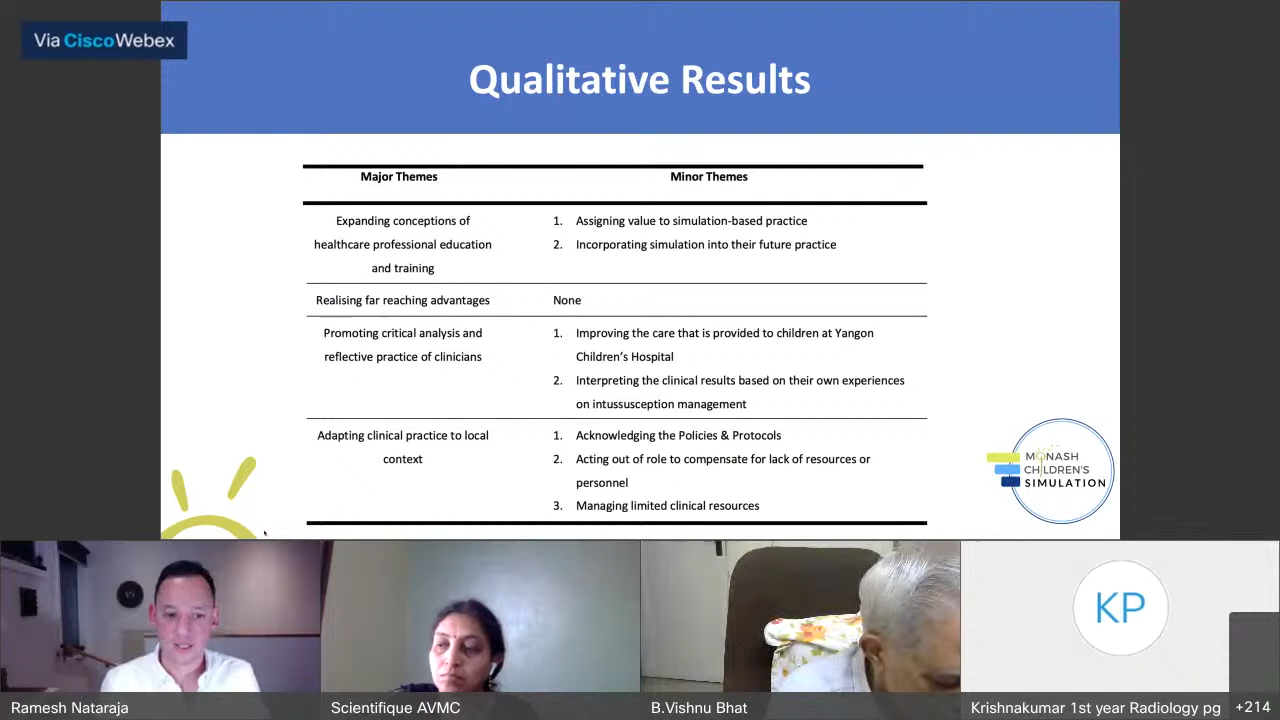 Via Cisco Webex
Qualitative Results
Major Themes
Minor Themes
Expanding conceptions of
healthcare professional education
and training
1. Assigning value to simulation-based practice
2. Incorporating simulation into their future practice
Realising far reaching advantages
None
Promoting critical analysis and
reflective practice of clinicians
1. Improving the care that is provided to children at Yangon
Children’s Hospital
2. Interpreting the clinical results based on their own experiences
on intussusception management
Adapting clinical practice to local
context
1. Acknowledging the Policies & Protocols
2. Acting out of role to compensate for lack of resources or
personnel
3. Managing limited clinical resources
MONASH
CHILDREN'S
SIMULATION
KP
Ramesh Nataraja
Scientifique AVMC
B.Vishnu Bhat
Krishnakumar 1st year Radiology pg
+214